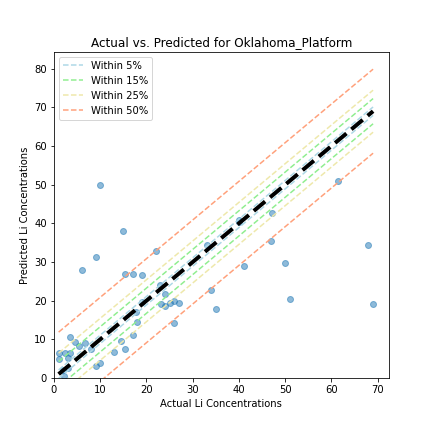 Actual vs. Predicted for Oklahoma_Platform
Within 5%
Within 15%
Within 25%
Within 50%
80
70
60
50
40
30
20
10
0
Predicted Li Concentrations
0 10 20 30 40 50 60 70
Actual Li Concentrations